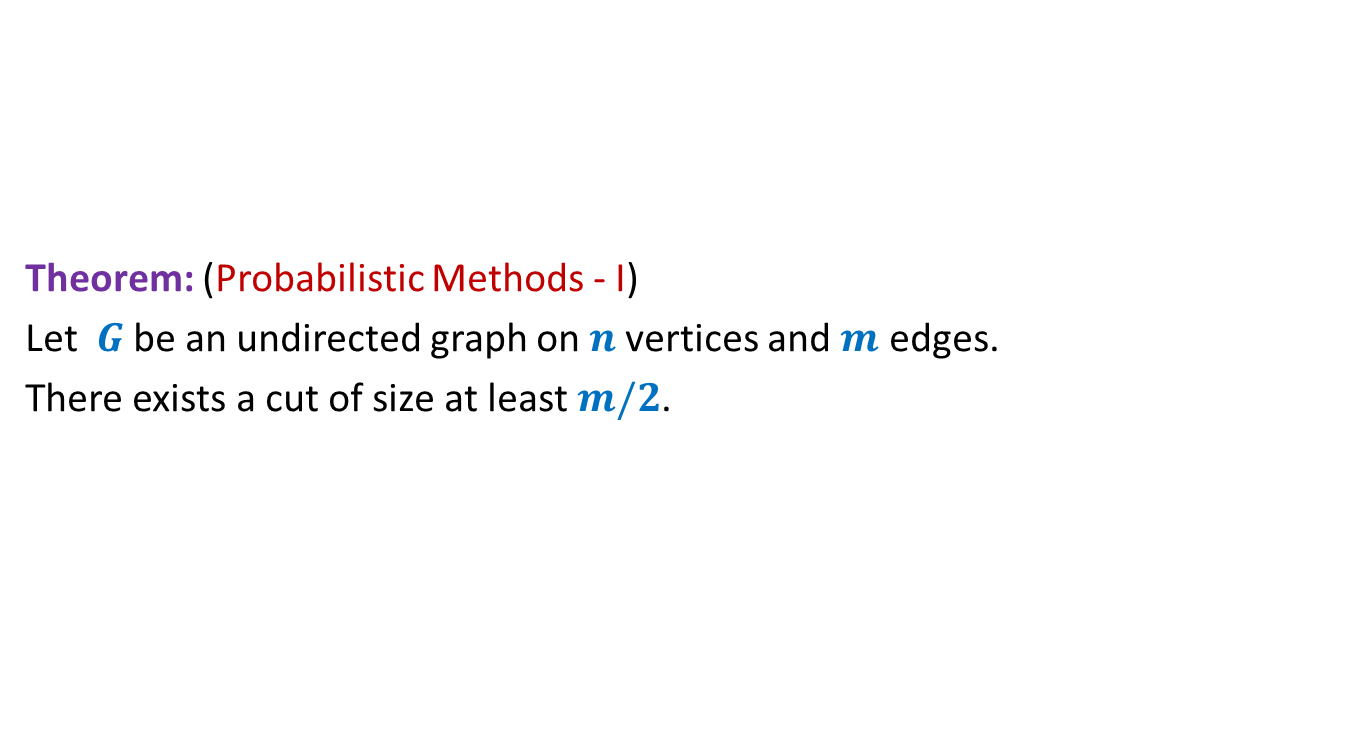 Theorem: (Probabilistic Methods - I)
Let G be an undirected graph on n vertices and m edges.
There exists a cut of size at least m/2.